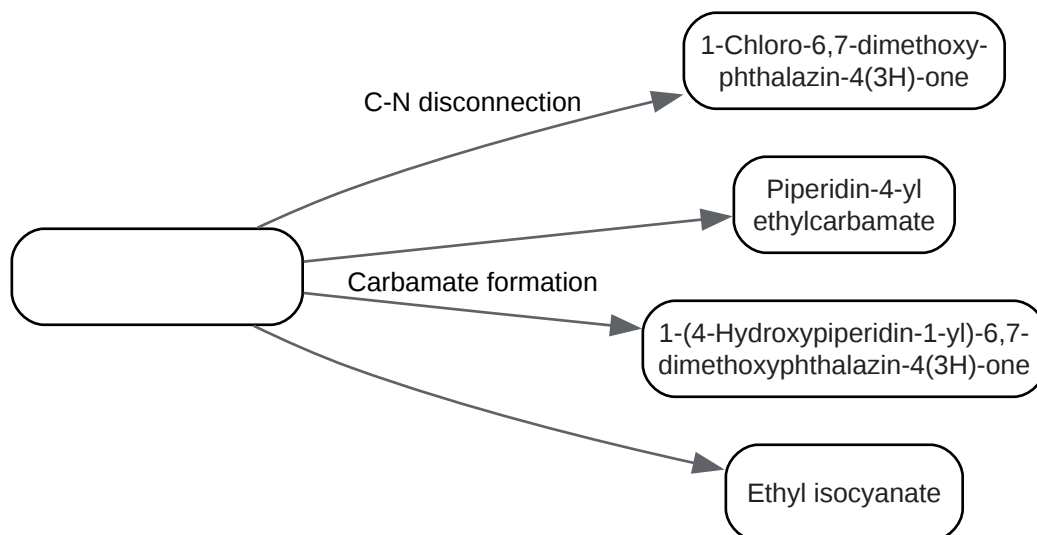 1-Chloro-6,7-dimethoxy-
phthalazin-4(3H)-one
C-N disconnection
Piperidin-4-yl
ethylcarbamate
Carbamate formation
1-(4-Hydroxypiperidin-1-yl)-6,7-
dimethoxyphthalazin-4(3H)-one
Ethyl isocyanate